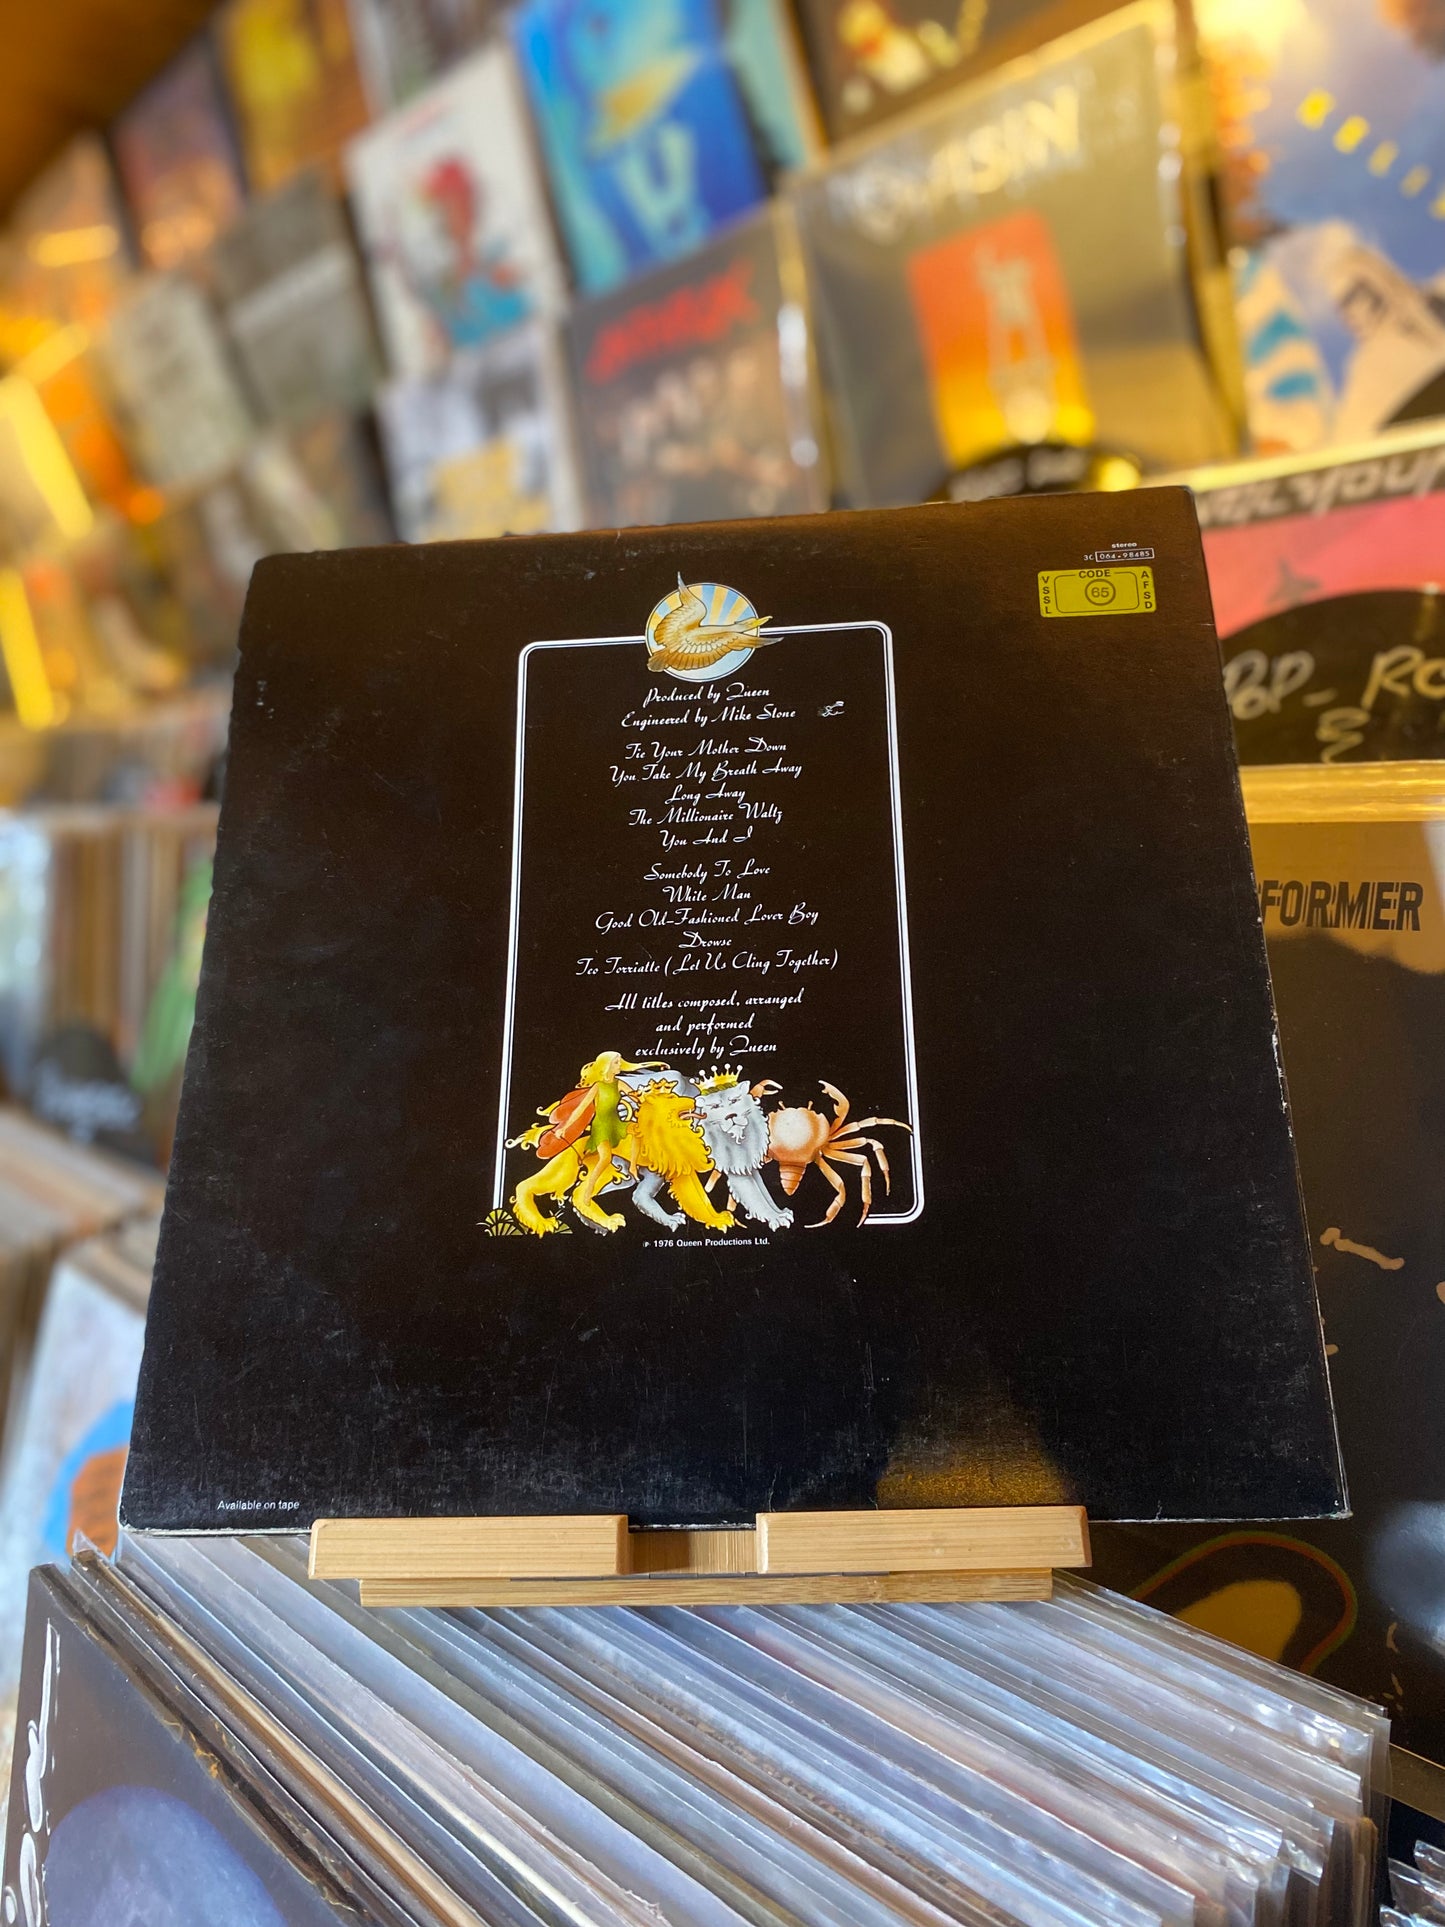 stereo
3C 064-98485
VSSL CODE 65 AFSD
Produced by Queen
Engineered by Mike Stone
Tie Your Mother Down
You Take My Breath Away
Long Away
The Millionaire Waltz
You And I
Somebody To Love
White Man
Good Old-Fashioned Lover Boy
Drowse
Teo Torriatte (Let Us Cling Together)
All titles composed, arranged
and performed
exclusively by Queen
℗ 1976 Queen Productions Ltd.
Available on tape
POP - RO
&
FORMER